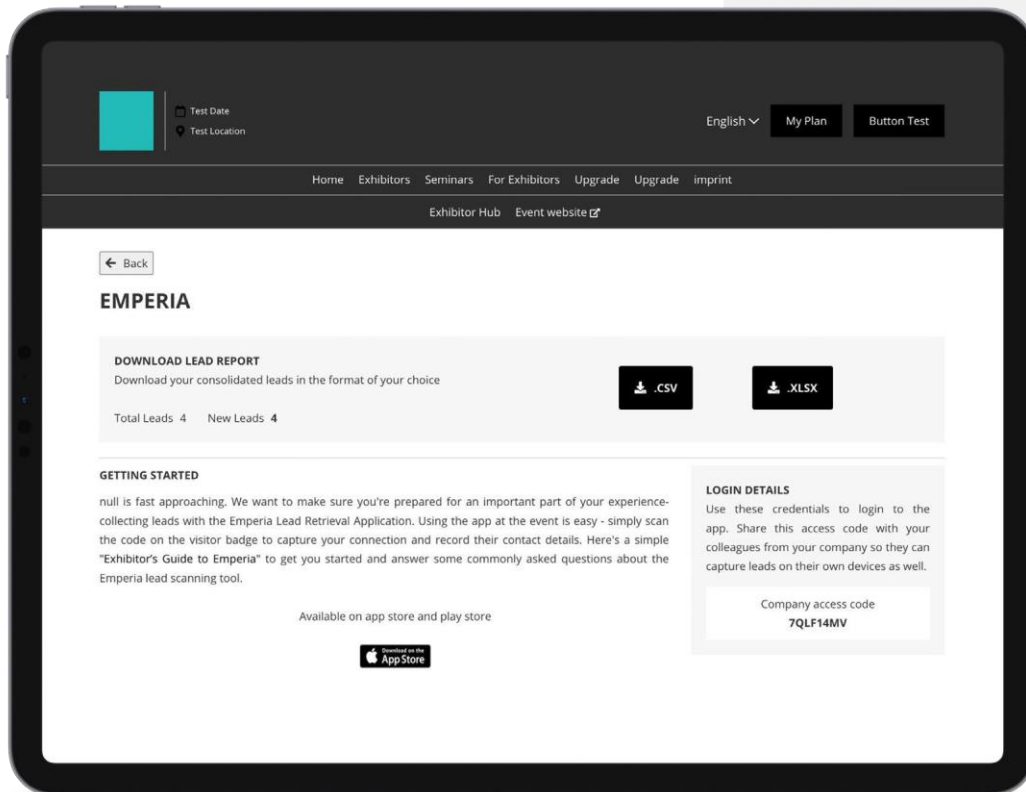 Test Date
Test Location
English
My Plan
Button Test
Home Exhibitors Seminars For Exhibitors Upgrade Upgrade imprint
Exhibitor Hub Event website
Back
EMPERIA
DOWNLOAD LEAD REPORT
Download your consolidated leads in the format of your choice
.CSV
.XLSX
Total Leads 4 New Leads 4
GETTING STARTED
null is fast approaching. We want to make sure you're prepared for an important part of your experience-
collecting leads with the Emperia Lead Retrieval Application. Using the app at the event is easy - simply scan
the code on the visitor badge to capture your connection and record their contact details. Here's a simple
"Exhibitor's Guide to Emperia" to get you started and answer some commonly asked questions about the
Emperia lead scanning tool.
Available on app store and play store
Download on the
App Store
LOGIN DETAILS
Use these credentials to login to the
app. Share this access code with your
colleagues from your company so they can
capture leads on their own devices as well.
Company access code
7QLF14MV